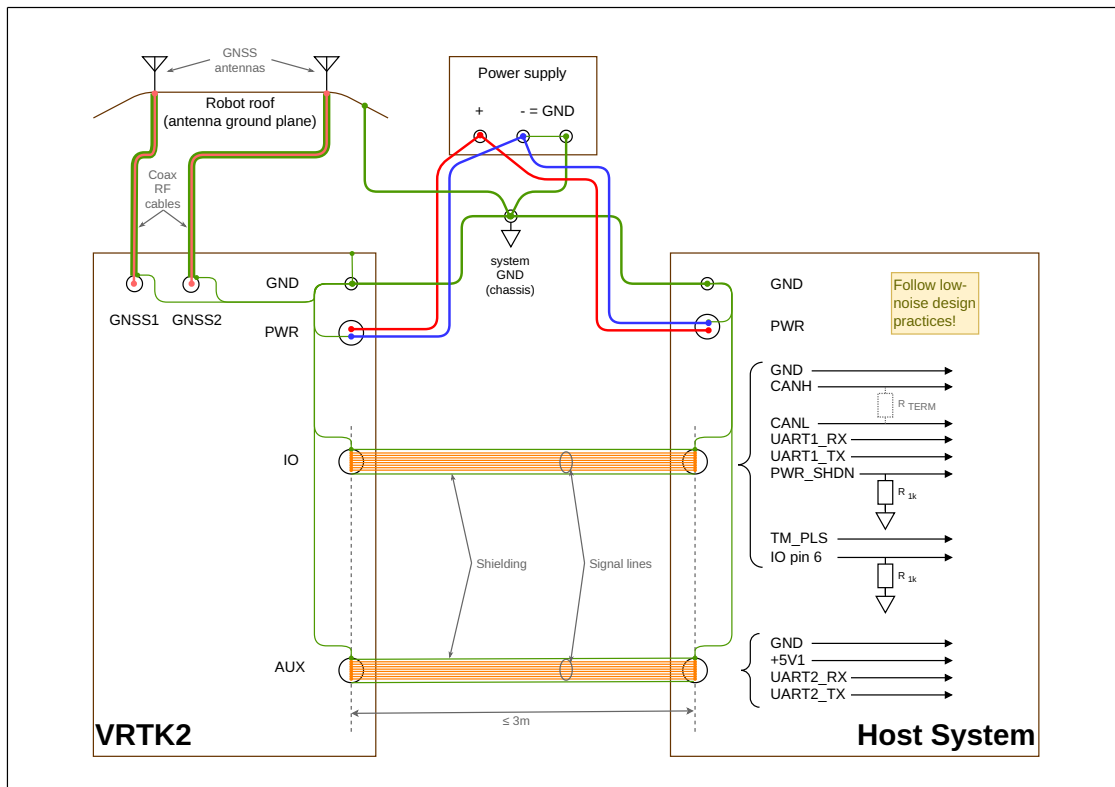 GNSS
antennas
Robot roof
(antenna ground plane)
Power supply
+
- = GND
Coax
RF
cables
system
GND
(chassis)
GNSS1
GNSS2
GND
PWR
IO
AUX
VRTK2
Shielding
Signal lines
≤ 3m
GND
PWR
Follow low-
noise design
practices!
GND
CANH
R TERM
CANL
UART1_RX
UART1_TX
PWR_SHDN
R 1k
TM_PLS
IO pin 6
R 1k
GND
+5V1
UART2_RX
UART2_TX
Host System